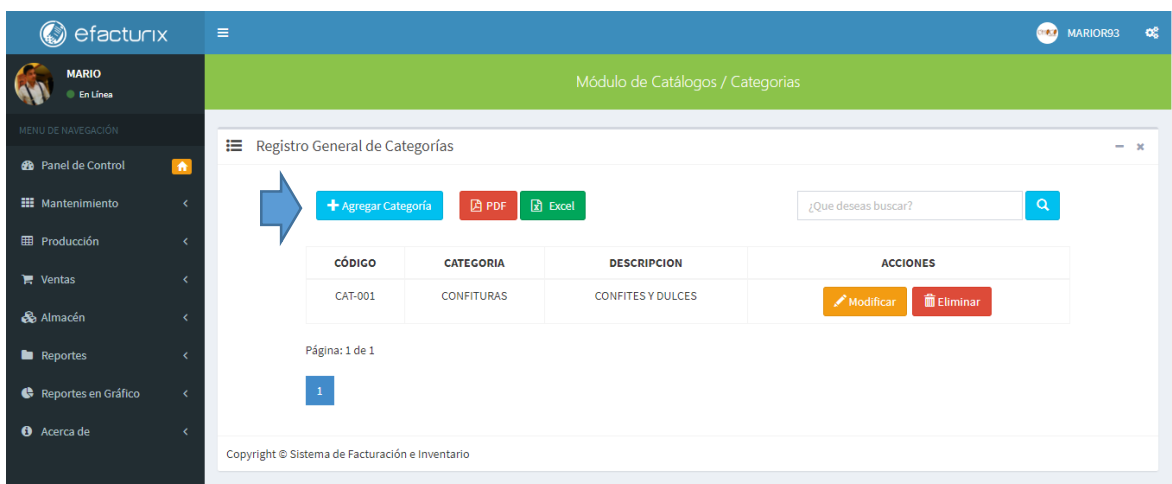 efacturix
MARIOR93
MARIO
En Línea
Módulo de Catálogos / Categorias
MENU DE NAVEGACIÓN
Panel de Control
Mantenimiento
Producción
Ventas
Almacén
Reportes
Reportes en Gráfico
Acerca de
Registro General de Categorías
Agregar Categoría PDF Excel ¿Que deseas buscar?
CÓDIGO CATEGORIA DESCRIPCION ACCIONES
CAT-001 CONFITURAS CONFITES Y DULCES Modificar Eliminar
Página: 1 de 1
1
Copyright © Sistema de Facturación e Inventario